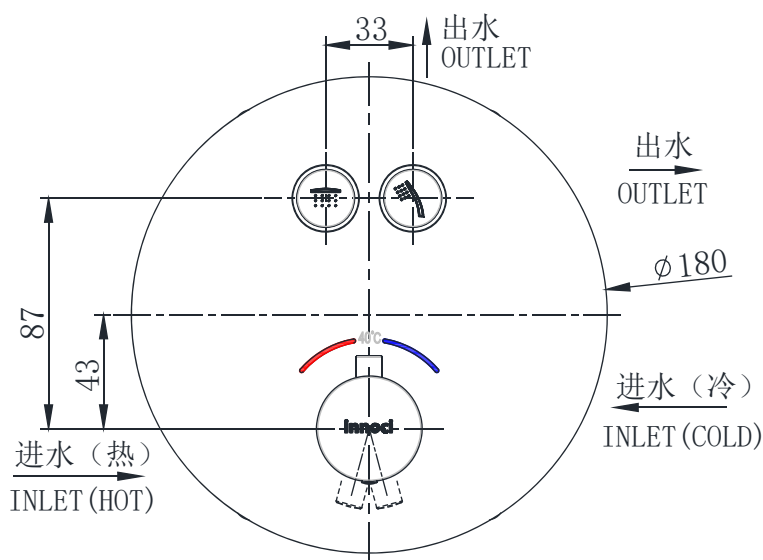 33
出水
OUTLET
出水
OUTLET
φ180
87
43
40°C
进水（冷）
INLET(COLD)
innoci
进水（热）
INLET(HOT)